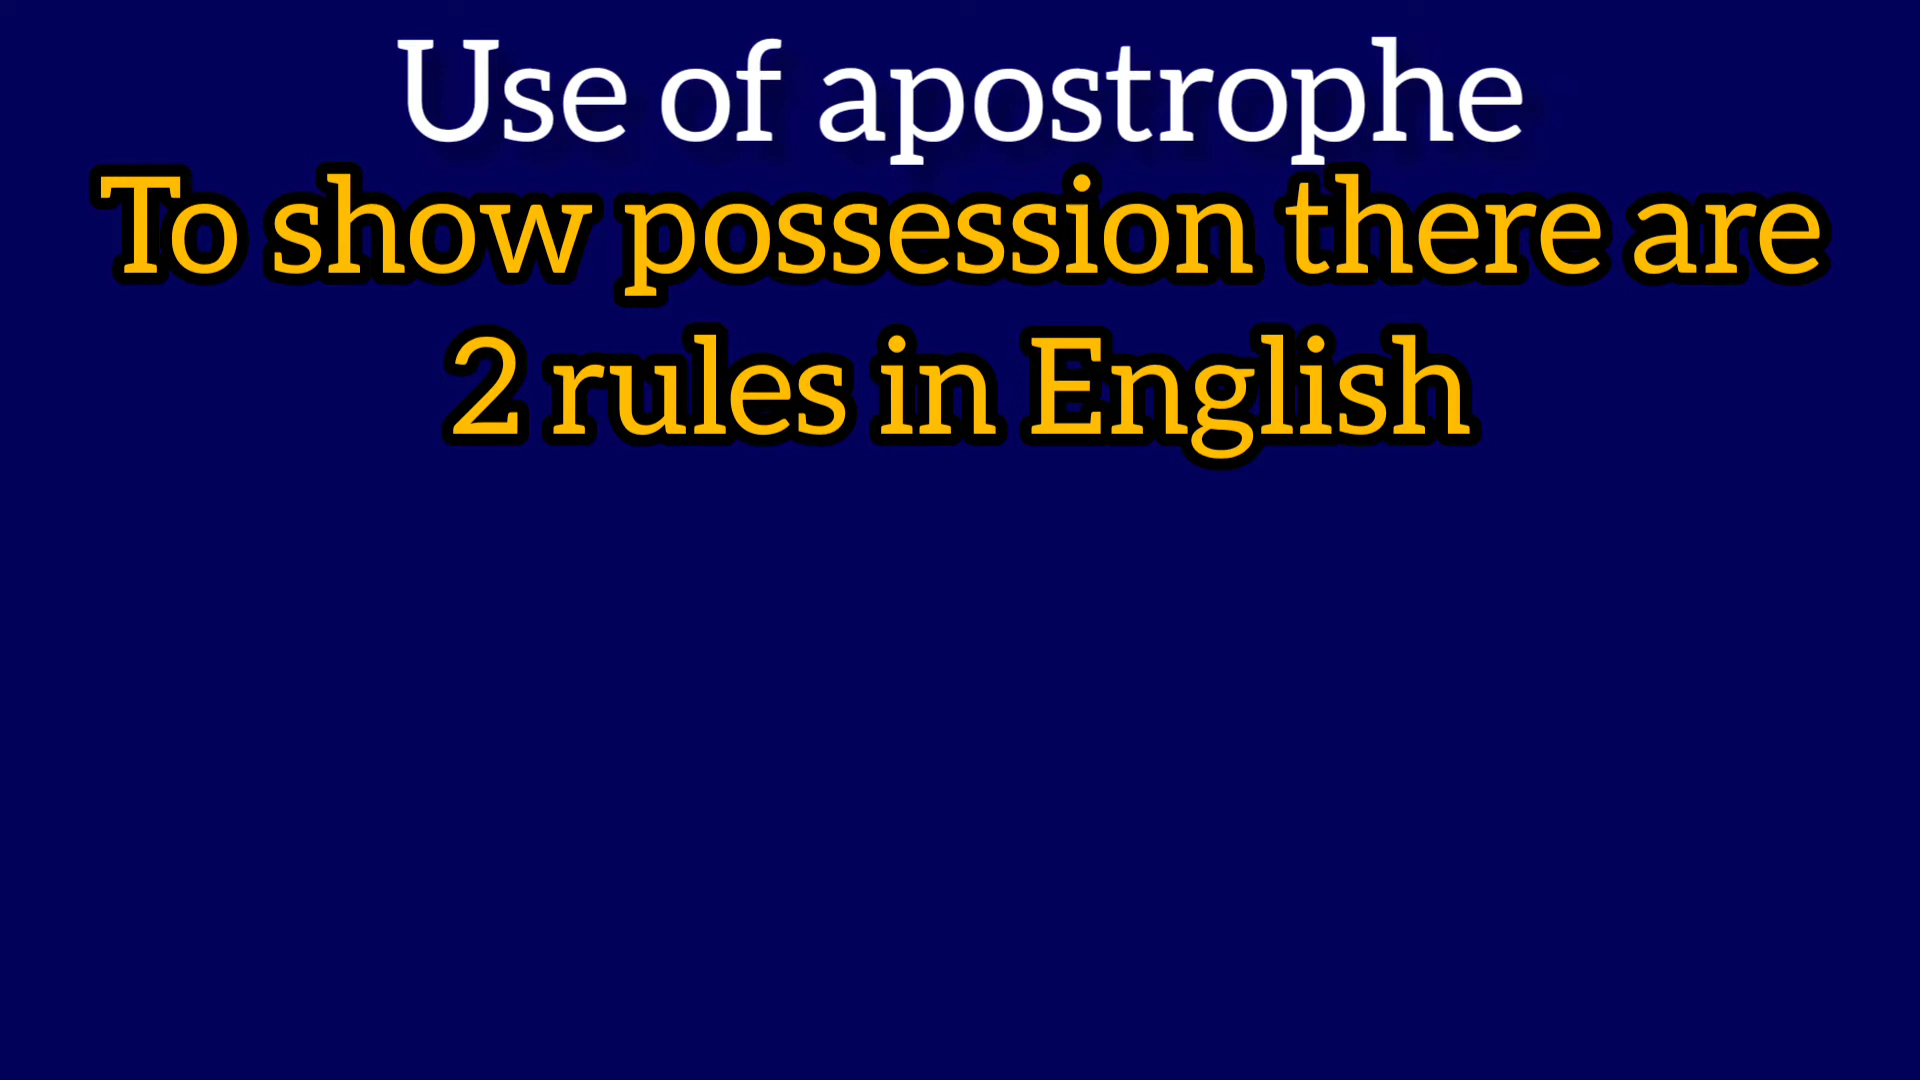 Use of apostrophe
To show possession there are
2 rules in English